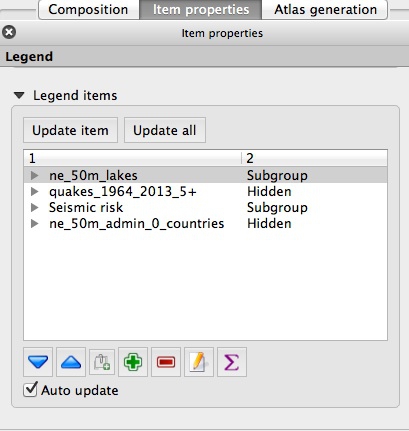 Composition Item properties Atlas generation
Item properties
Legend
Legend items
Update item Update all
1 2
ne_50m_lakes Subgroup
quakes_1964_2013_5+ Hidden
Seismic risk Subgroup
ne_50m_admin_0_countries Hidden
Σ
Auto update